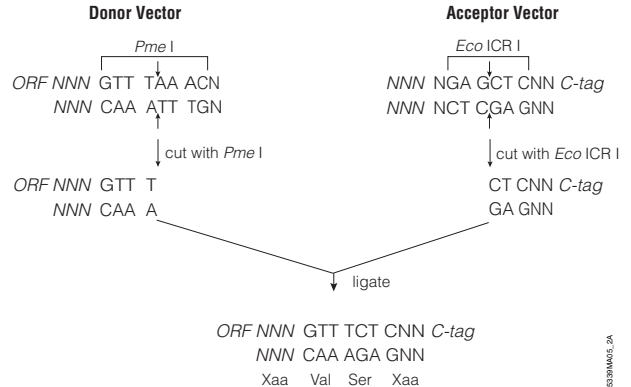 Donor Vector
Acceptor Vector
Pme I
Eco ICR I
ORF NNN GTT TAA ACN
NNN CAA ATT TGN
NNN NGA GCT CNN C-tag
NNN NCT CGA GNN
cut with Pme I
cut with Eco ICR I
ORF NNN GTT T
NNN CAA A
CT CNN C-tag
GA GNN
ligate
ORF NNN GTT TCT CNN C-tag
NNN CAA AGA GNN
Xaa Val Ser Xaa
5339MA05_2A